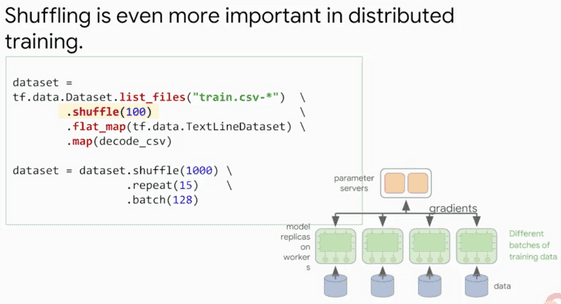 Shuffling is even more important in distributed
training.
dataset =
tf.data.Dataset.list_files("train.csv-*") \
.shuffle(100) \
.flat_map(tf.data.TextLineDataset) \
.map(decode_csv)
dataset = dataset.shuffle(1000) \
.repeat(15) \
.batch(128)
parameter
servers
gradients
model
replicas
on
worker
s
Different
batches of
training data
data